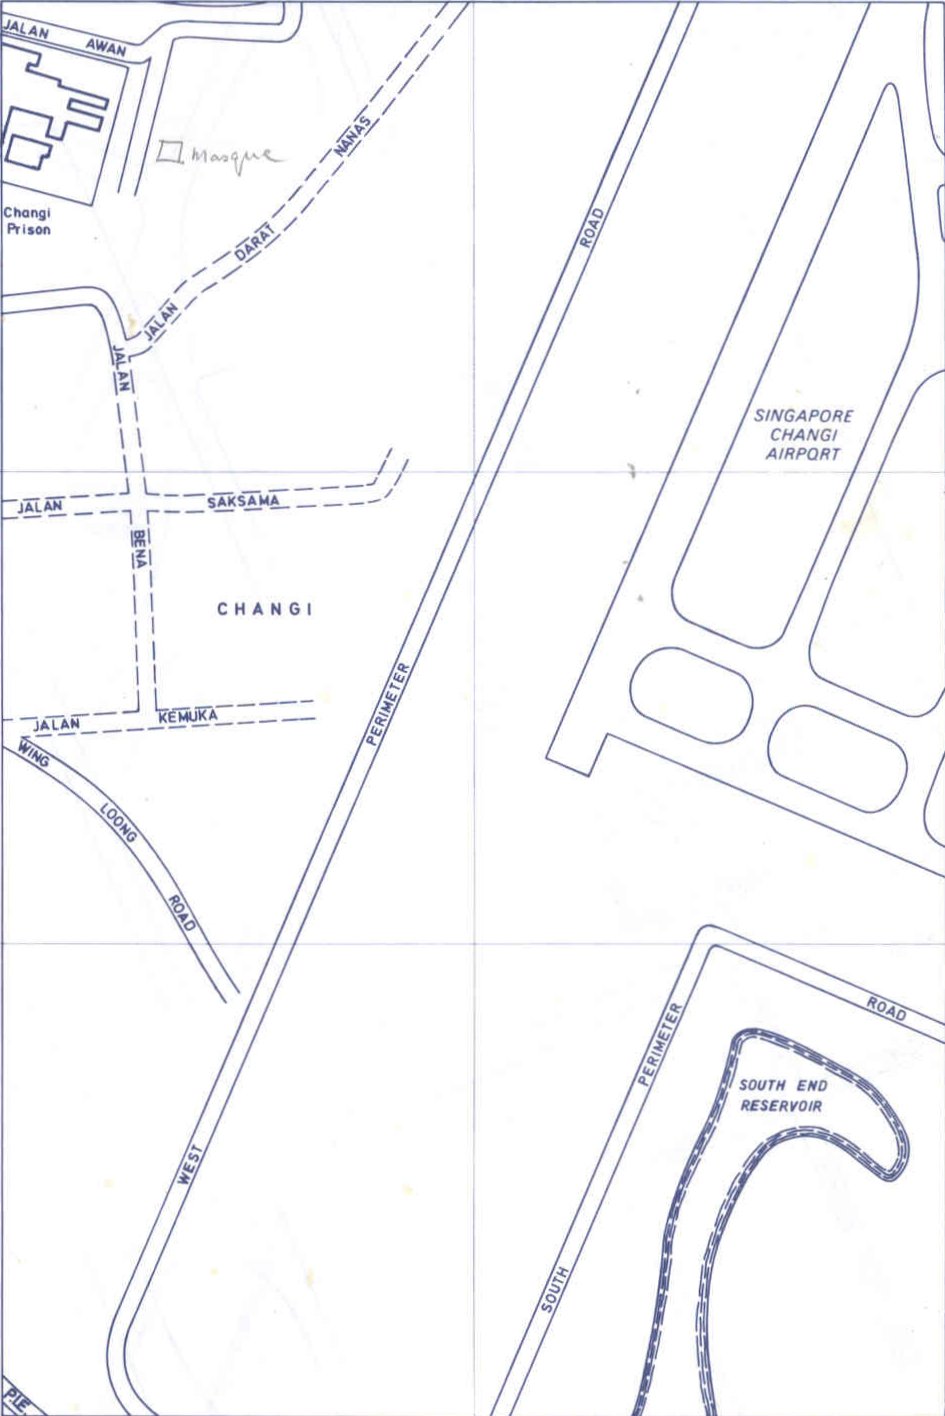 JALAN AWAN
Masque
JALAN DARAT NANAS
Changi
Prison
ROAD
JALAN
SINGAPORE
CHANGI
AIRPORT
JALAN SAKSAMA
BENA
CHANGI
PERIMETER
JALAN KEMUKA
WING LOONG ROAD
WEST
ROAD
PERIMETER
SOUTH END
RESERVOIR
SOUTH
P.I.E.